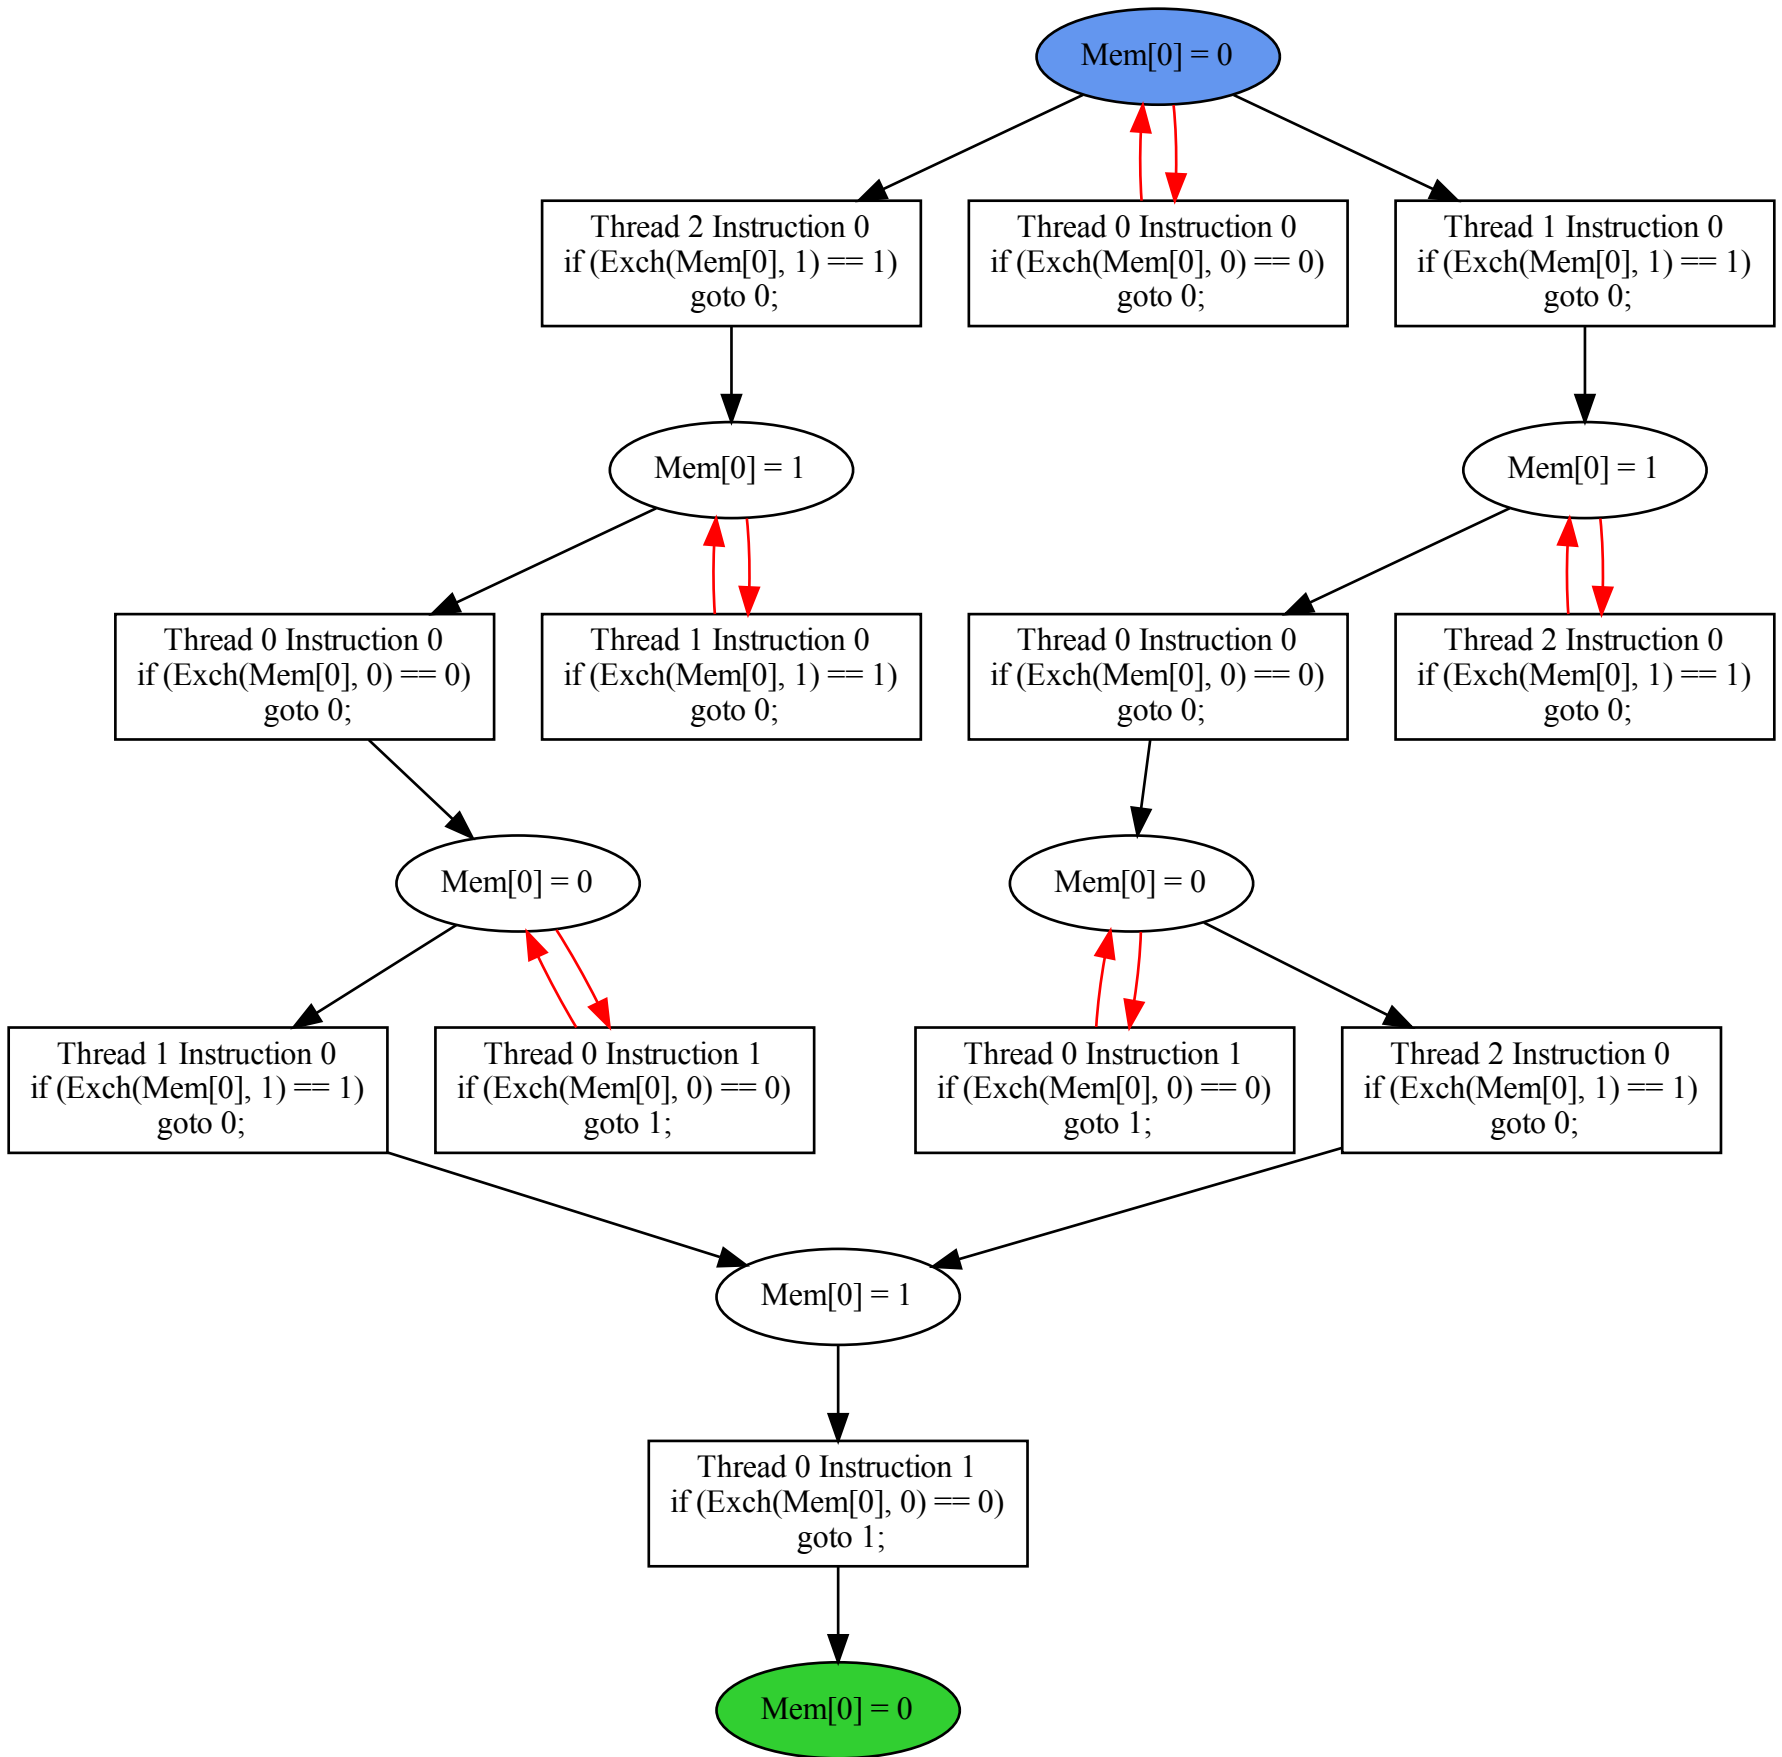 Mem[0] = 0
Thread 2 Instruction 0
if (Exch(Mem[0], 1) == 1)
goto 0;
Thread 0 Instruction 0
if (Exch(Mem[0], 0) == 0)
goto 0;
Thread 1 Instruction 0
if (Exch(Mem[0], 1) == 1)
goto 0;
Mem[0] = 1
Mem[0] = 1
Thread 0 Instruction 0
if (Exch(Mem[0], 0) == 0)
goto 0;
Thread 1 Instruction 0
if (Exch(Mem[0], 1) == 1)
goto 0;
Thread 0 Instruction 0
if (Exch(Mem[0], 0) == 0)
goto 0;
Thread 2 Instruction 0
if (Exch(Mem[0], 1) == 1)
goto 0;
Mem[0] = 0
Mem[0] = 0
Thread 1 Instruction 0
if (Exch(Mem[0], 1) == 1)
goto 0;
Thread 0 Instruction 1
if (Exch(Mem[0], 0) == 0)
goto 1;
Thread 0 Instruction 1
if (Exch(Mem[0], 0) == 0)
goto 1;
Thread 2 Instruction 0
if (Exch(Mem[0], 1) == 1)
goto 0;
Mem[0] = 1
Thread 0 Instruction 1
if (Exch(Mem[0], 0) == 0)
goto 1;
Mem[0] = 0